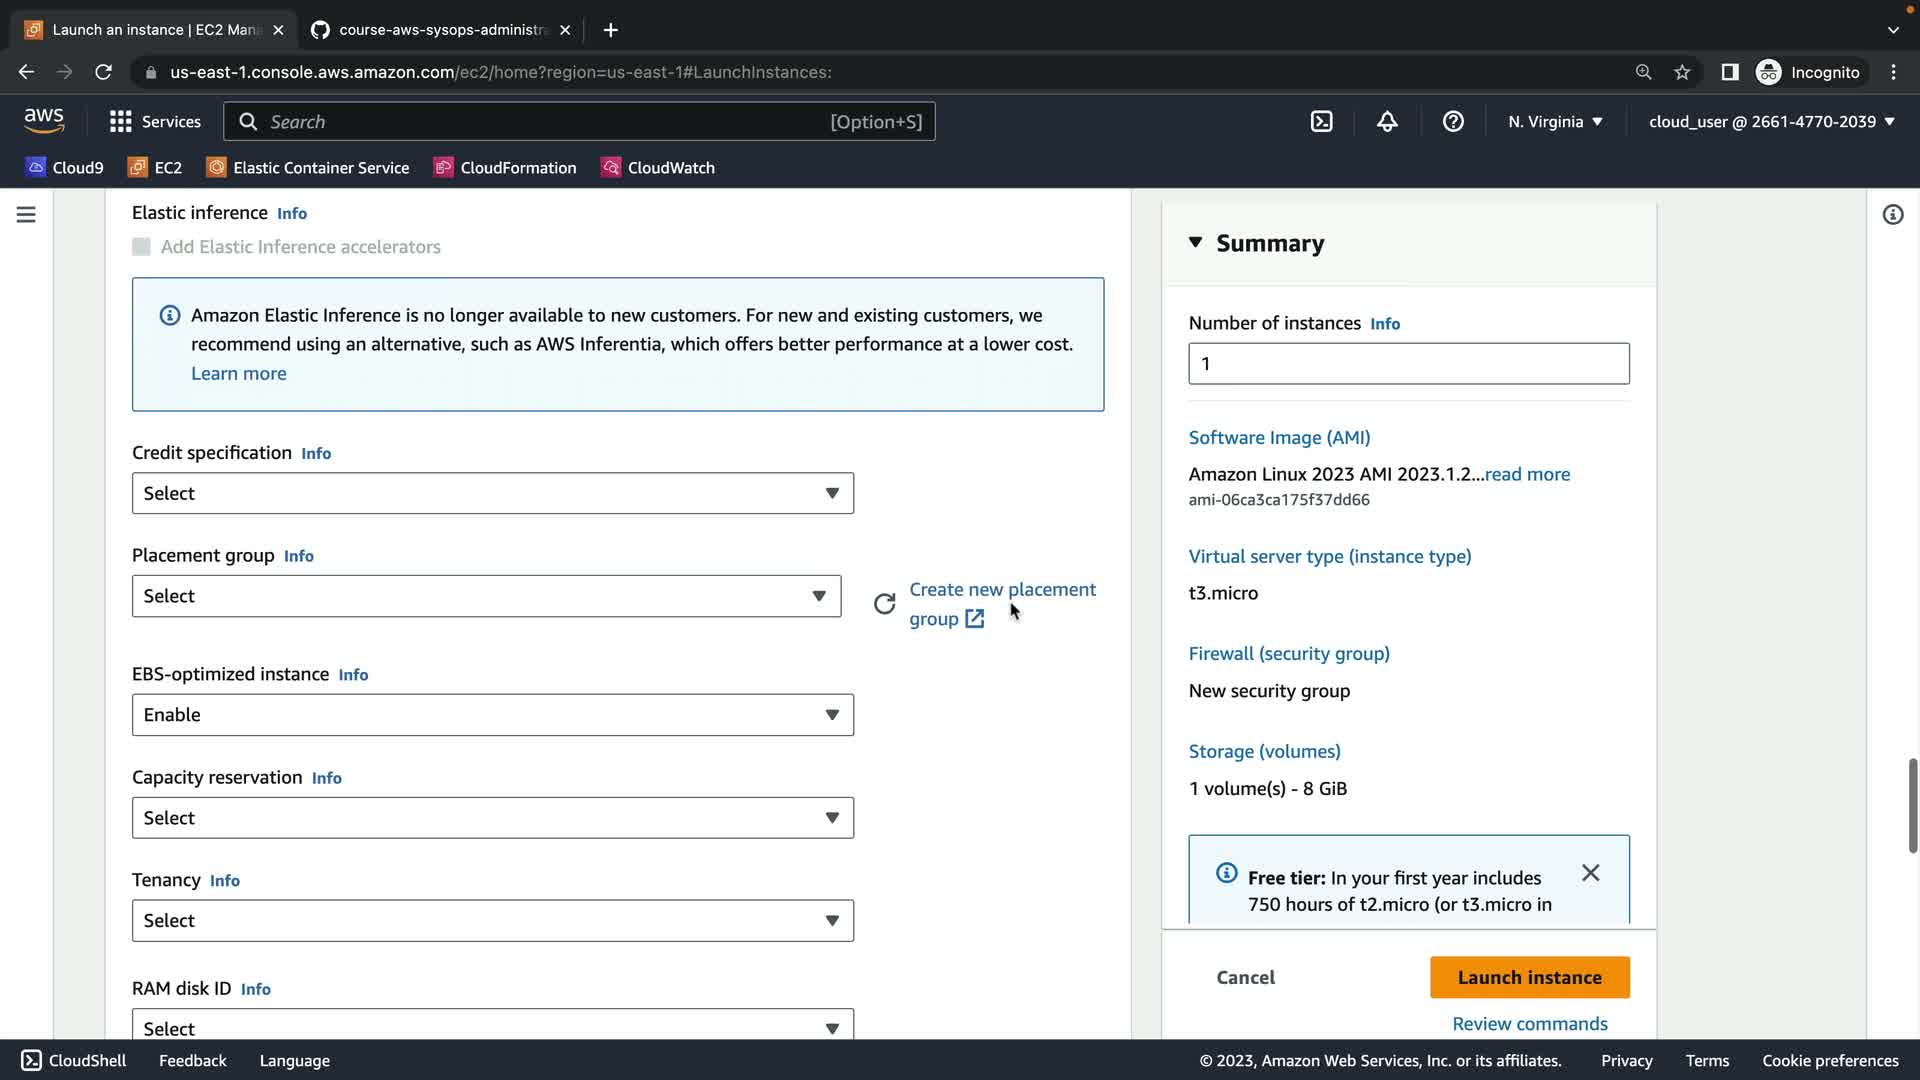 Launch an instance | EC2 Mana
course-aws-sysops-administra
us-east-1.console.aws.amazon.com/ec2/home?region=us-east-1#LaunchInstances:
Incognito
aws
Services
Search
[Option+S]
N. Virginia
cloud_user @ 2661-4770-2039
Cloud9
EC2
Elastic Container Service
CloudFormation
CloudWatch
Elastic inference Info
Add Elastic Inference accelerators
Amazon Elastic Inference is no longer available to new customers. For new and existing customers, we
recommend using an alternative, such as AWS Inferentia, which offers better performance at a lower cost.
Learn more
Credit specification Info
Select
Placement group Info
Select
Create new placement
group
EBS-optimized instance Info
Enable
Capacity reservation Info
Select
Tenancy Info
Select
RAM disk ID Info
Select
Summary
Number of instances Info
1
Software Image (AMI)
Amazon Linux 2023 AMI 2023.1.2...read more
ami-06ca3ca175f37dd66
Virtual server type (instance type)
t3.micro
Firewall (security group)
New security group
Storage (volumes)
1 volume(s) - 8 GiB
Free tier: In your first year includes
750 hours of t2.micro (or t3.micro in
Cancel
Launch instance
Review commands
CloudShell
Feedback
Language
© 2023, Amazon Web Services, Inc. or its affiliates.
Privacy
Terms
Cookie preferences